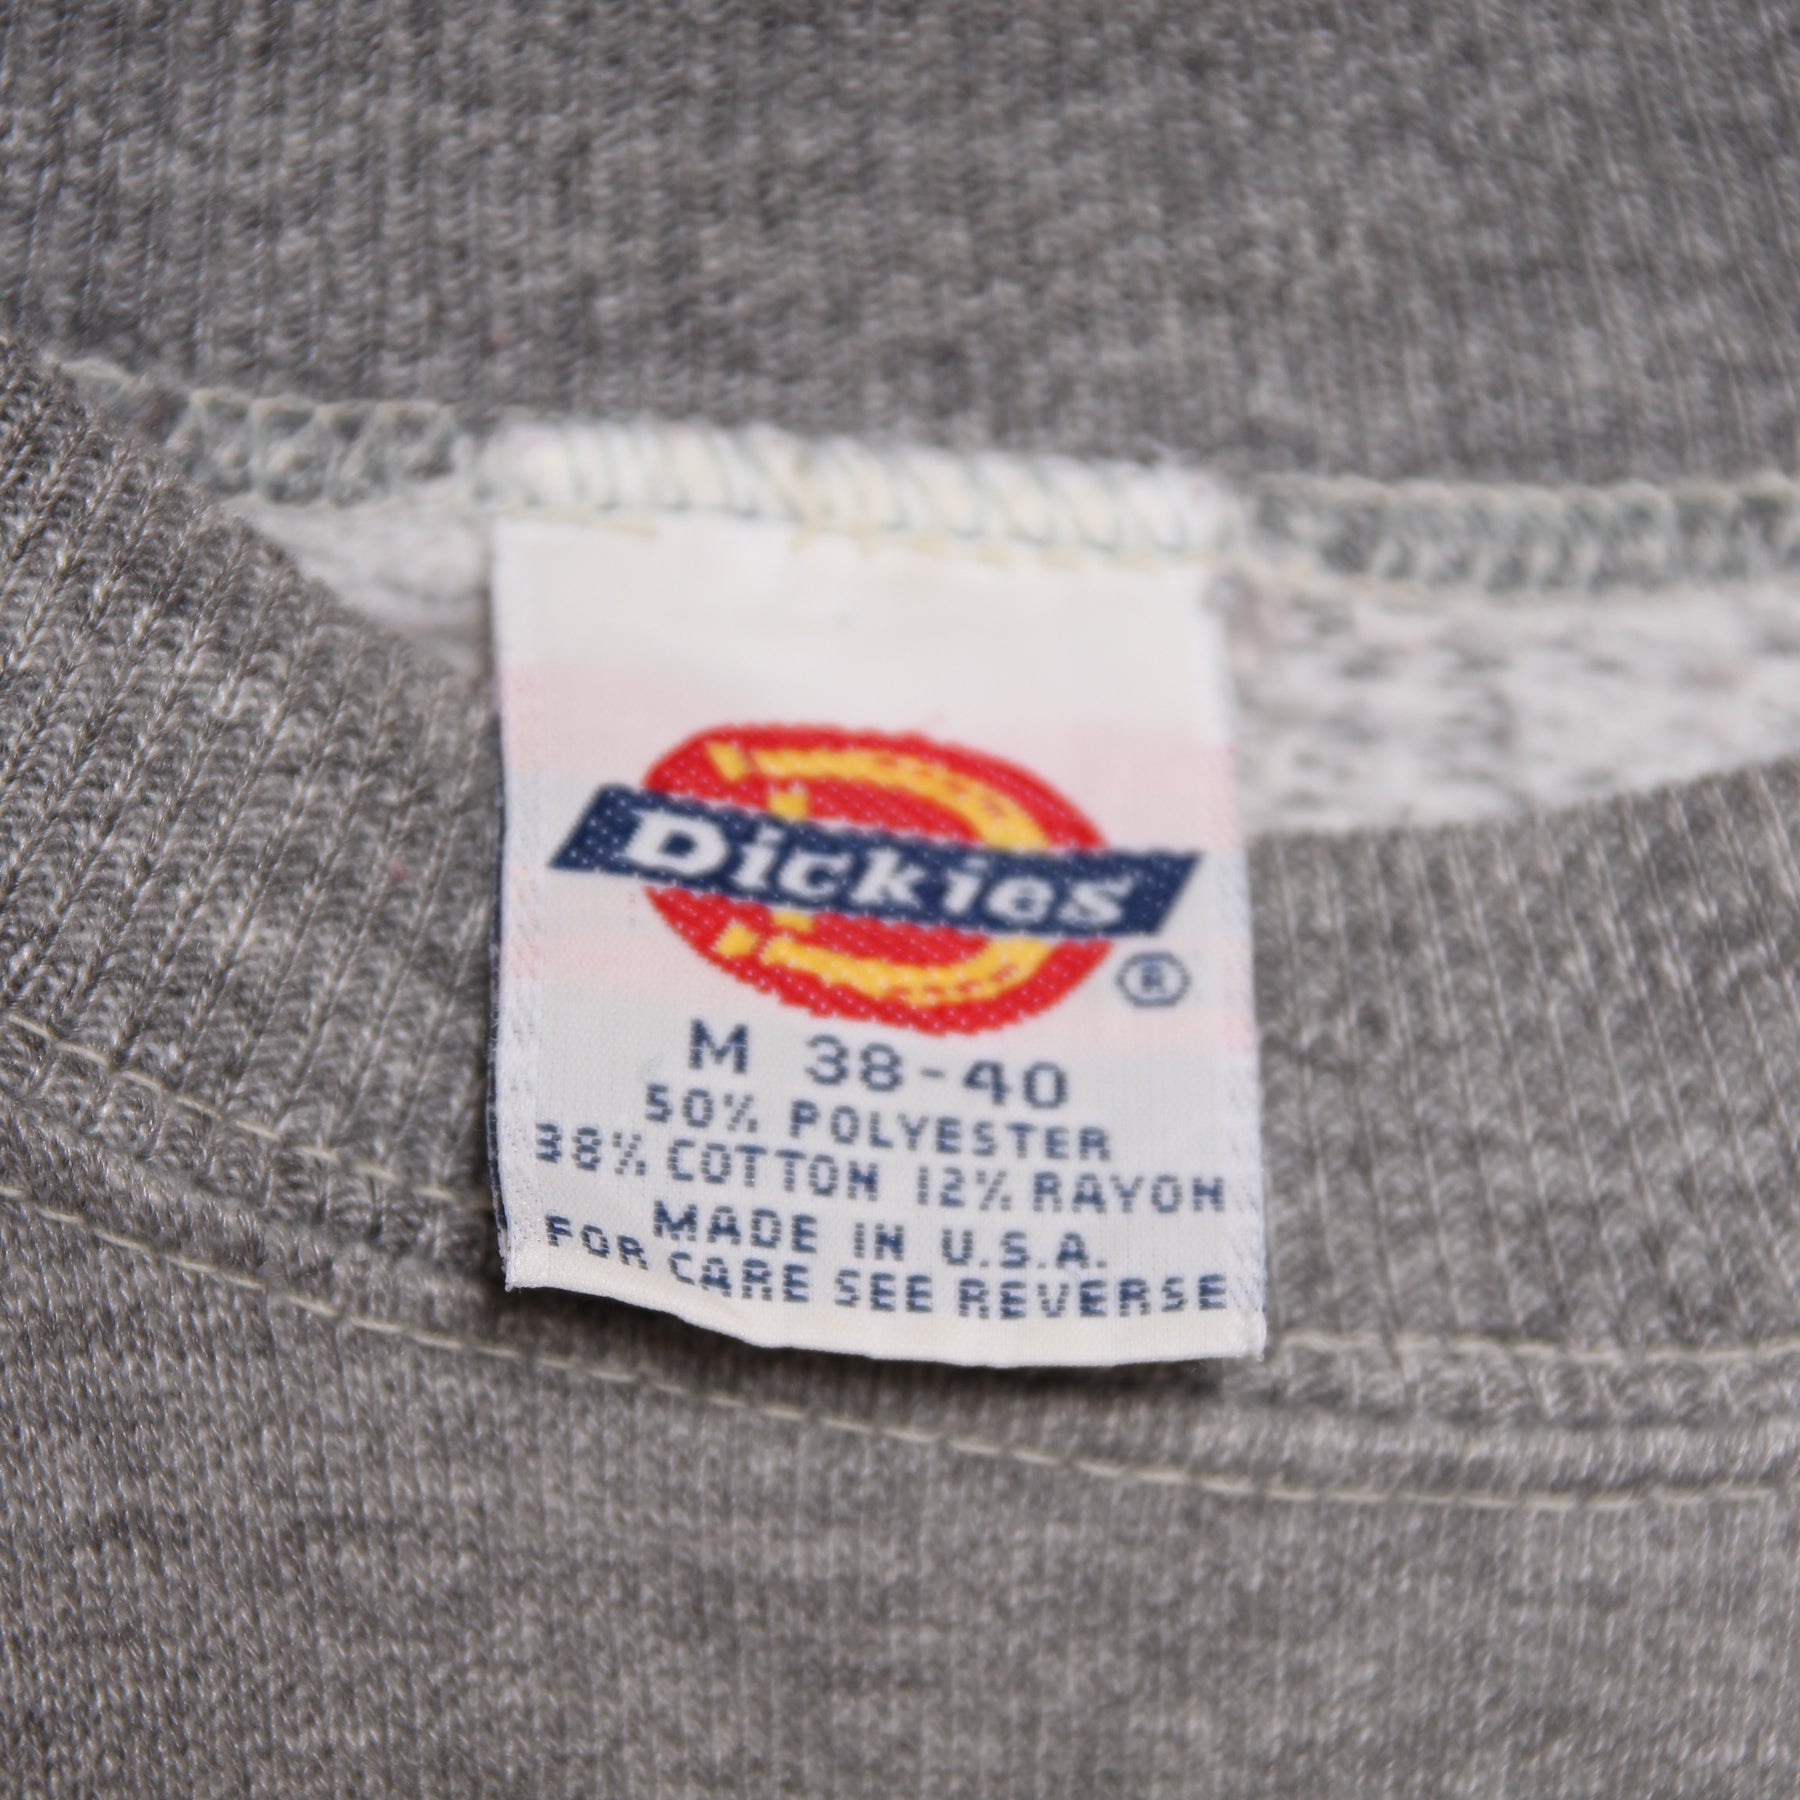 Dickies
®
M 38-40
50% POLYESTER
38% COTTON 12% RAYON
MADE IN U.S.A.
FOR CARE SEE REVERSE